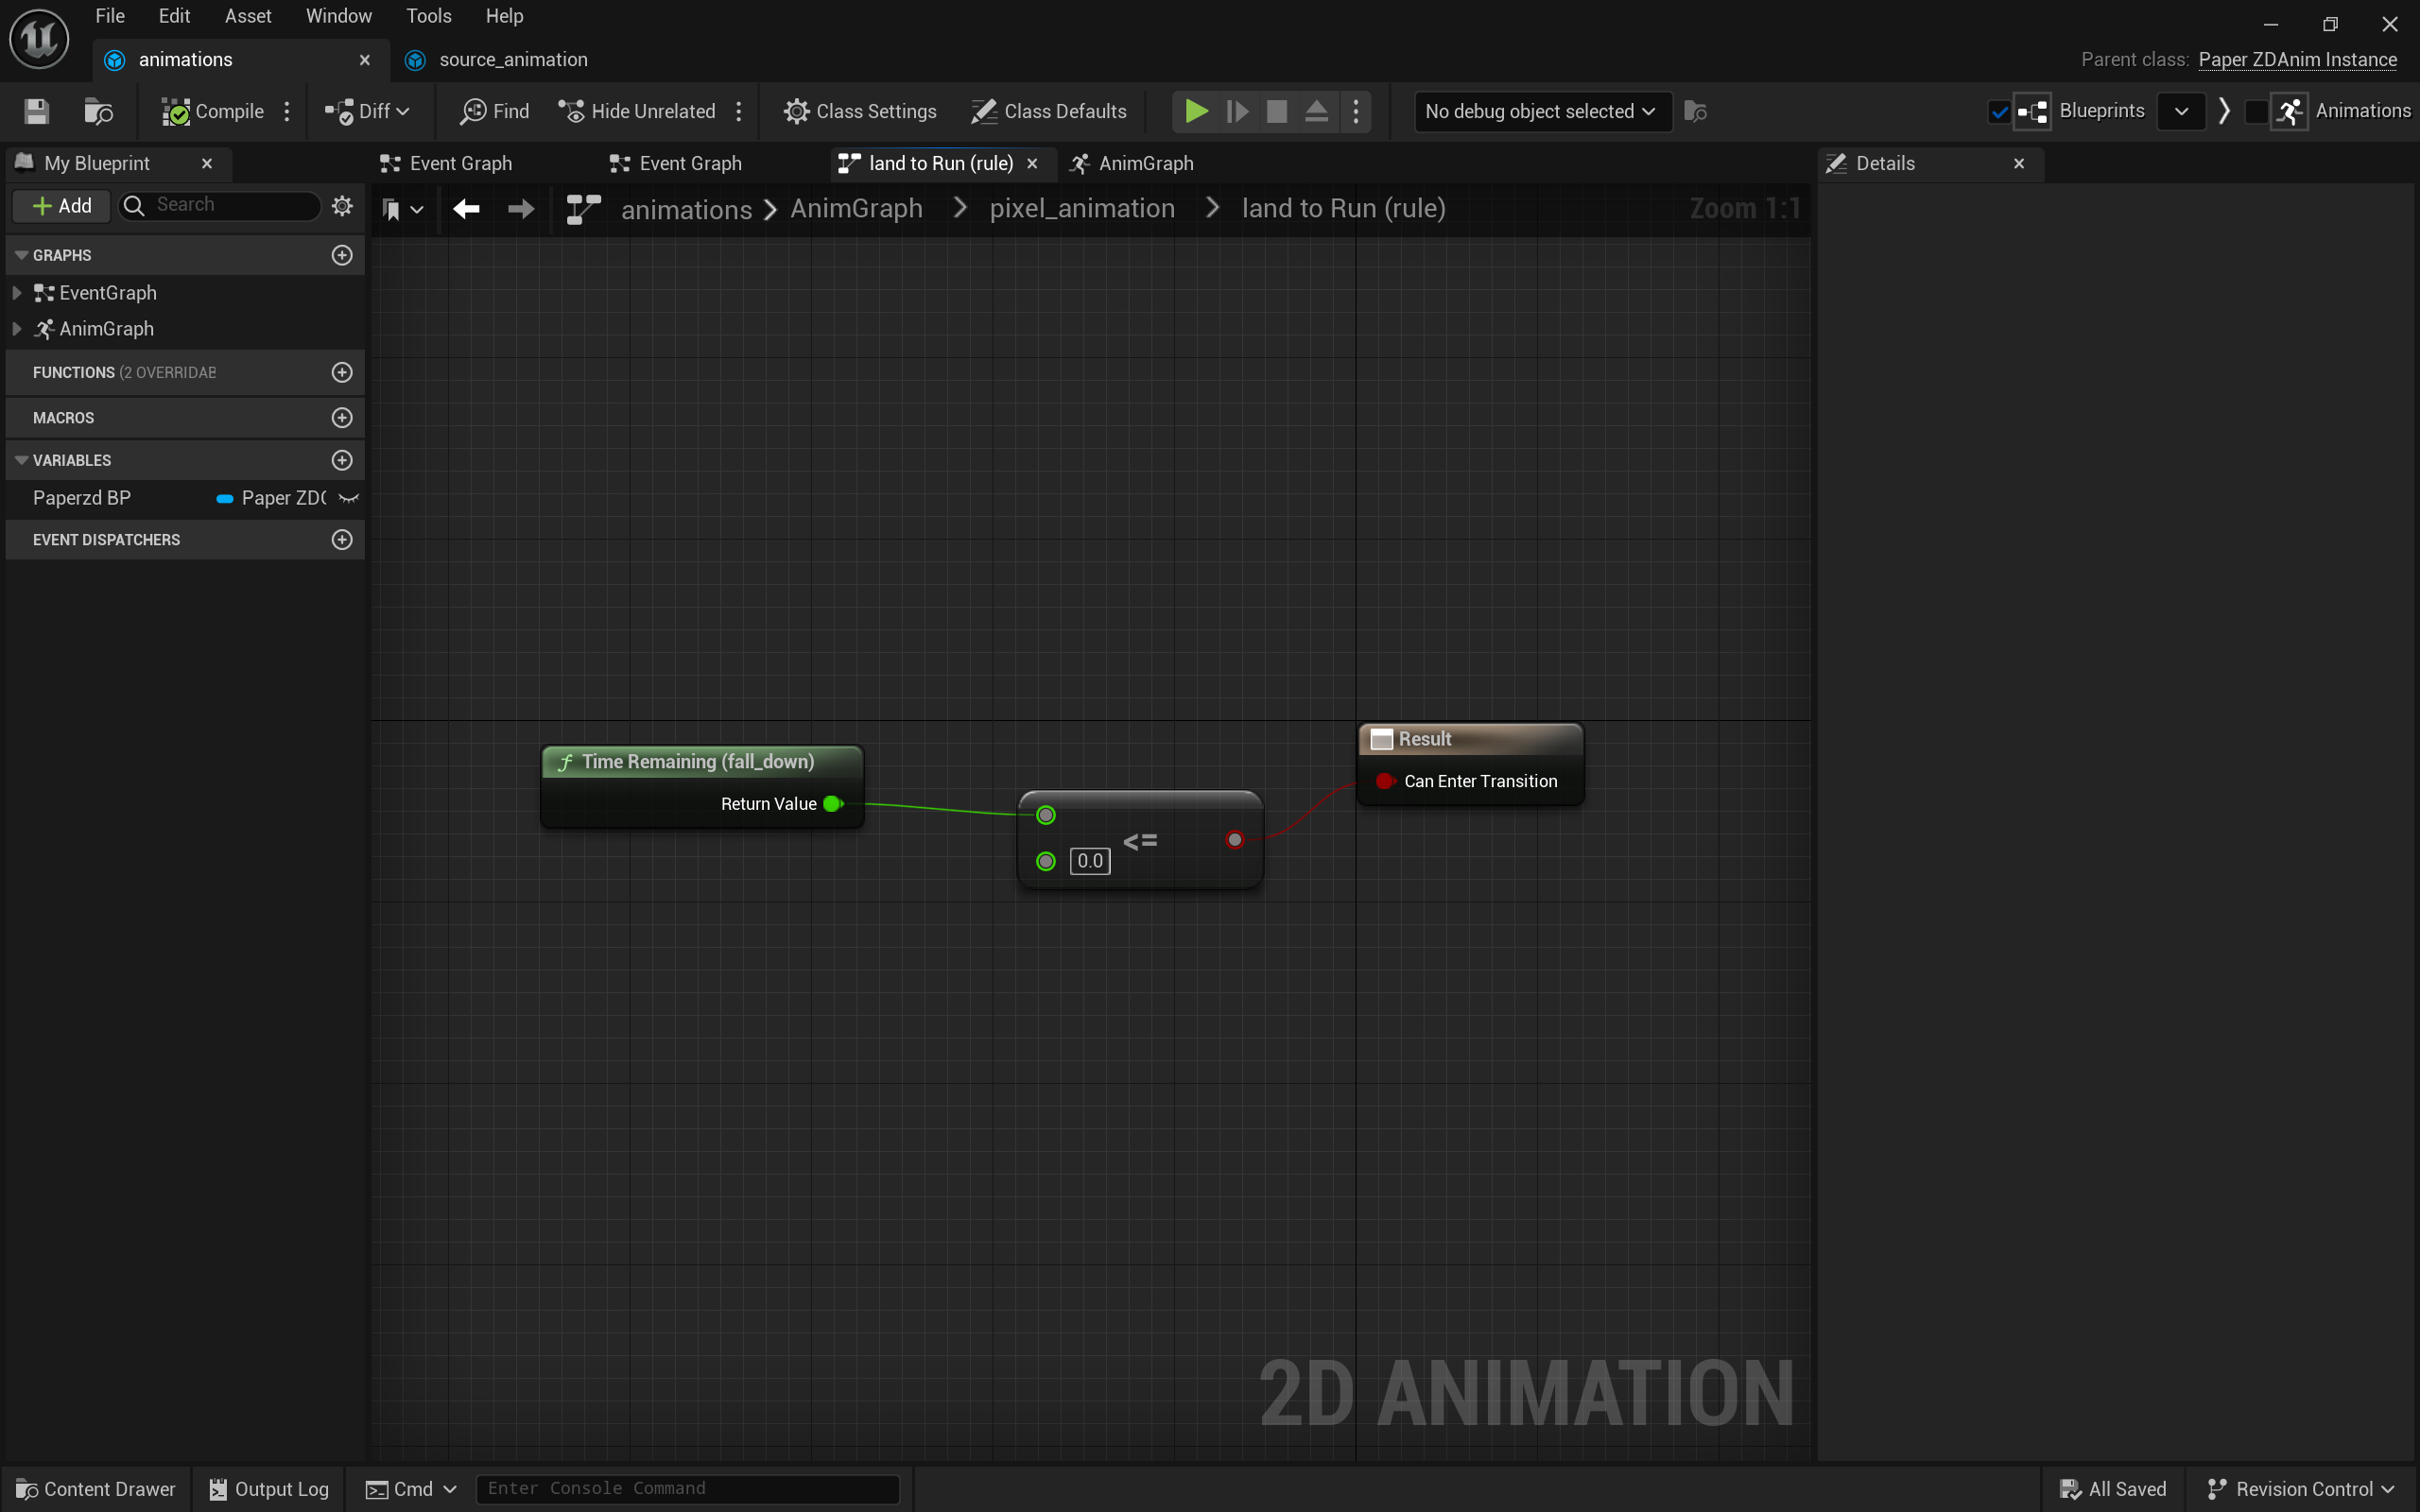 File Edit Asset Window Tools Help
animations
source_animation
Parent class: Paper ZDAnim Instance
Compile
Diff
Find
Hide Unrelated
Class Settings
Class Defaults
No debug object selected
Blueprints
Animations
My Blueprint
Event Graph
Event Graph
land to Run (rule)
AnimGraph
Details
Add
Search
animations > AnimGraph > pixel_animation > land to Run (rule)
Zoom 1:1
GRAPHS
EventGraph
AnimGraph
FUNCTIONS (2 OVERRIDAB
MACROS
VARIABLES
Paperzd BP
Paper ZD
EVENT DISPATCHERS
Time Remaining (fall_down)
Return Value
<=
0.0
Result
Can Enter Transition
2D ANIMATION
Content Drawer
Output Log
Cmd
Enter Console Command
All Saved
Revision Control